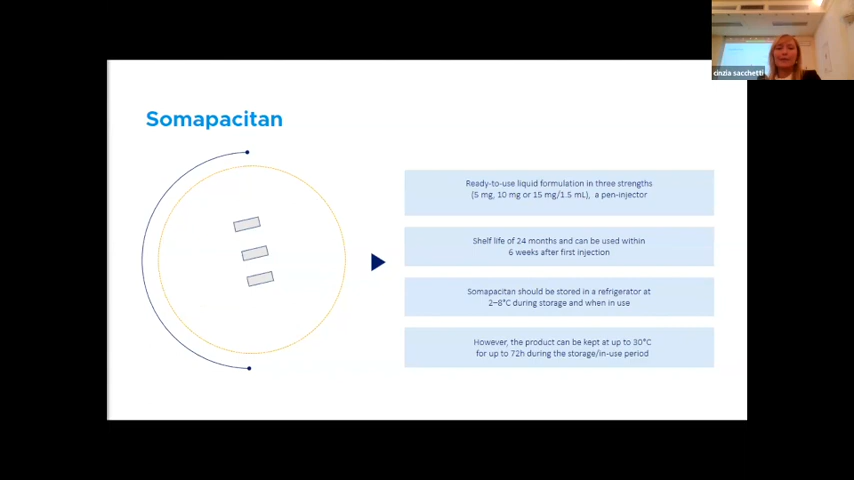 cinzia sacchetti
Somapacitan
Ready-to-use liquid formulation in three strengths
(5 mg, 10 mg or 15 mg/1.5 mL), a pen-injector
Shelf life of 24 months and can be used within
6 weeks after first injection
Somapacitan should be stored in a refrigerator at
2–8°C during storage and when in use
However, the product can be kept at up to 30°C
for up to 72h during the storage/in-use period